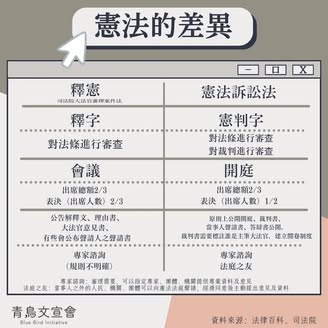 憲法的差異
X
釋憲
司法院大法官審理案件法
憲法訴訟法
釋字
對法條進行審查
憲判字
對法條進行審查
對裁判進行審查
會議
出席總額2/3
表決（出席人數）2/3
開庭
出席總額2/3
表決（出席人數）1/2
公告解釋文、理由書、
大法官意見書、
有些會公布聲請人之聲請書
原則上公開開庭、裁判書、
當事人聲請書、答辯書公開、
裁判書需要標註誰是主筆大法官，建立閱卷制度
專家諮詢
（規則不明確）
專家諮詢
法庭之友
專家諮詢：審理需要，可以指定專家、團體、機關提供專業資料及意見
法庭之友：當事人之外的人民、機關、團體可以向憲法法庭聲請，經過同意後主動提出意見及資料
青鳥文宣會
Blue Bird Initiative
資料來源：法律百科、司法院